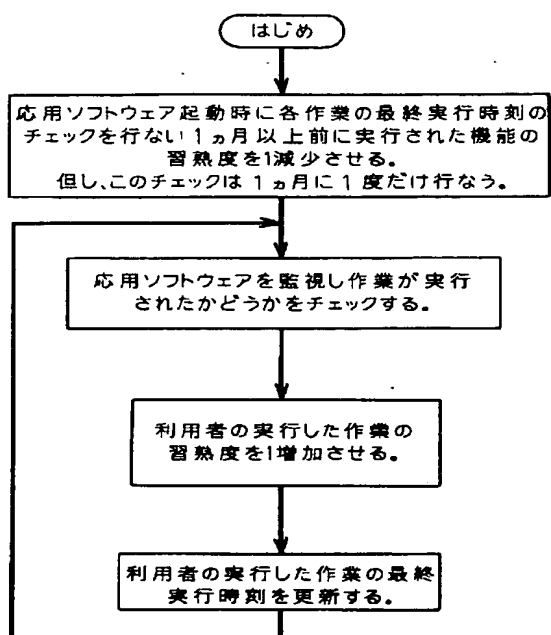 はじめ
応用ソフトウェア起動時に各作業の最終実行時刻の
チェックを行ない1ヵ月以上前に実行された機能の
習熟度を1減少させる。
但し、このチェックは1ヵ月に1度だけ行なう。
応用ソフトウェアを監視し作業が実行
されたかどうかをチェックする。
利用者の実行した作業の
習熟度を1増加させる。
利用者の実行した作業の最終
実行時刻を更新する。